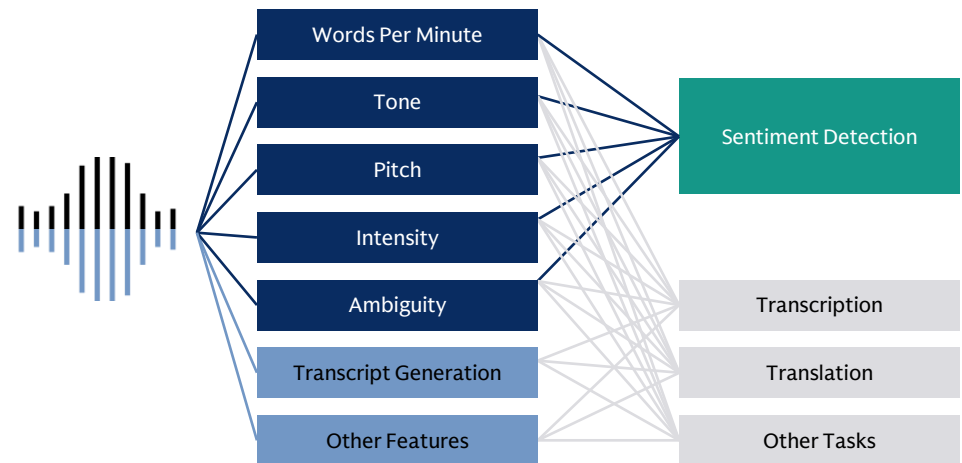 Words Per Minute
Tone
Pitch
Intensity
Ambiguity
Transcript Generation
Other Features
Sentiment Detection
Transcription
Translation
Other Tasks